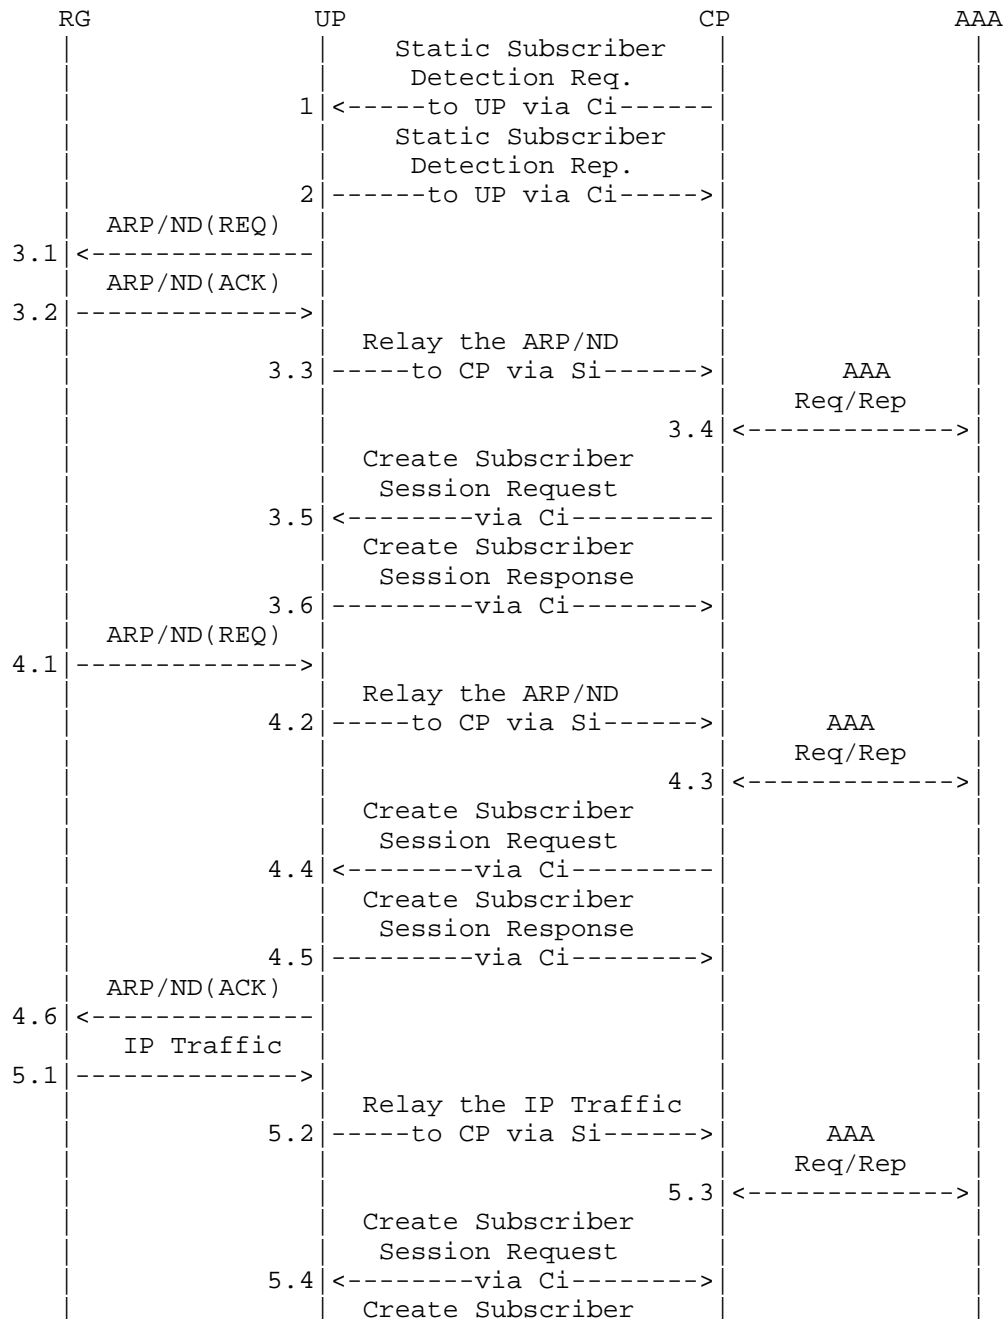 RG                  UP                             CP                  AAA
 |                   |    Static Subscriber         |                   |
 |                   |      Detection Req.          |                   |
 |                  1|<-----to UP via Ci------|                   |
 |                   |    Static Subscriber         |                   |
 |                   |      Detection Rep.          |                   |
 |                  2|------to UP via Ci----->|                   |
 |   ARP/ND(REQ)     |                              |                   |
3.1|<--------------|                              |                   |
 |   ARP/ND(ACK)     |                              |                   |
3.2|-------------->|                              |                   |
 |                   |   Relay the ARP/ND           |                   |
 |                3.3|-----to CP via Si------>|        AAA        |
 |                   |                              |      Req/Rep      |
 |                   |                           3.4|<------------->|
 |                   |   Create Subscriber          |                   |
 |                   |    Session Request           |                   |
 |                3.5|<--------via Ci---------|                   |
 |                   |   Create Subscriber          |                   |
 |                   |    Session Response          |                   |
 |                3.6|---------via Ci-------->|                   |
 |   ARP/ND(REQ)     |                              |                   |
4.1|-------------->|                              |                   |
 |                   |   Relay the ARP/ND           |                   |
 |                4.2|-----to CP via Si------>|        AAA        |
 |                   |                              |      Req/Rep      |
 |                   |                           4.3|<------------->|
 |                   |   Create Subscriber          |                   |
 |                   |    Session Request           |                   |
 |                4.4|<--------via Ci---------|                   |
 |                   |   Create Subscriber          |                   |
 |                   |    Session Response          |                   |
 |                4.5|---------via Ci-------->|                   |
 |   ARP/ND(ACK)     |                              |                   |
4.6|<--------------|                              |                   |
 |    IP Traffic     |                              |                   |
5.1|-------------->|                              |                   |
 |                   |   Relay the IP Traffic       |                   |
 |                5.2|-----to CP via Si------>|        AAA        |
 |                   |                              |      Req/Rep      |
 |                   |                           5.3|<------------->|
 |                   |   Create Subscriber          |                   |
 |                   |    Session Request           |                   |
 |                5.4|<--------via Ci-------->|                   |
 |                   |   Create Subscriber          |                   |